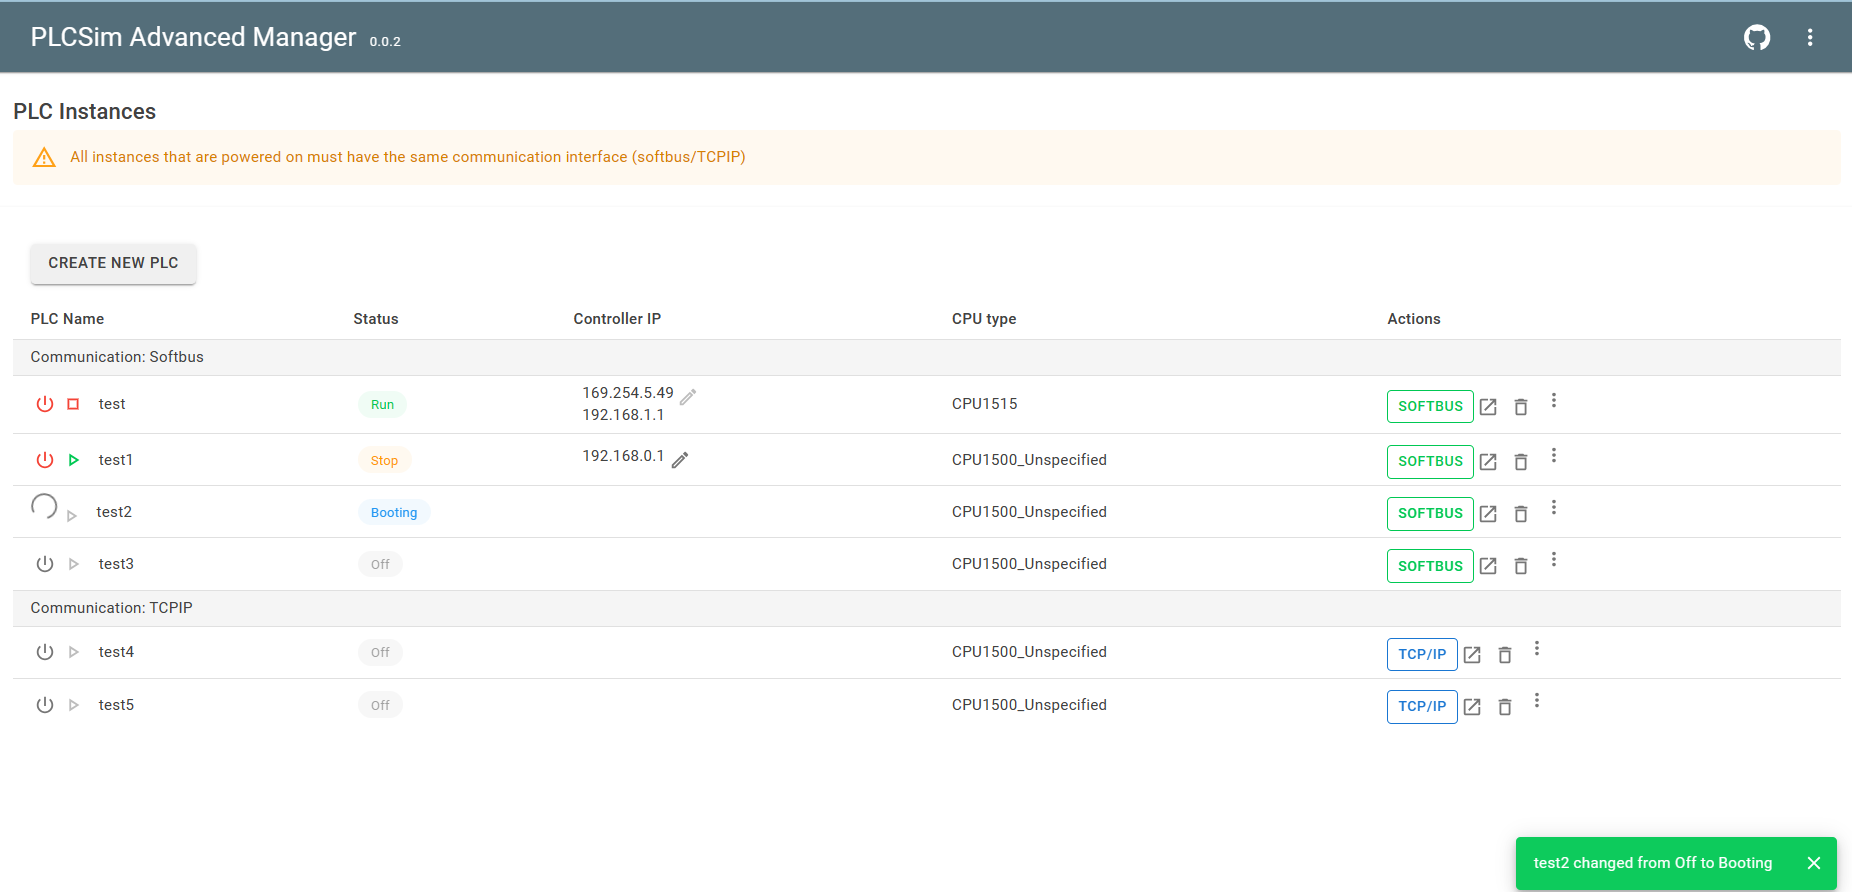 PLCSim Advanced Manager 0.0.2
PLC Instances
All instances that are powered on must have the same communication interface (softbus/TCPIP)
CREATE NEW PLC
PLC Name Status Controller IP CPU type Actions
Communication: Softbus
test Run 169.254.5.49 CPU1515 SOFTBUS
192.168.1.1
test1 Stop 192.168.0.1 CPU1500_Unspecified SOFTBUS
test2 Booting CPU1500_Unspecified SOFTBUS
test3 Off CPU1500_Unspecified SOFTBUS
Communication: TCPIP
test4 Off CPU1500_Unspecified TCP/IP
test5 Off CPU1500_Unspecified TCP/IP
test2 changed from Off to Booting